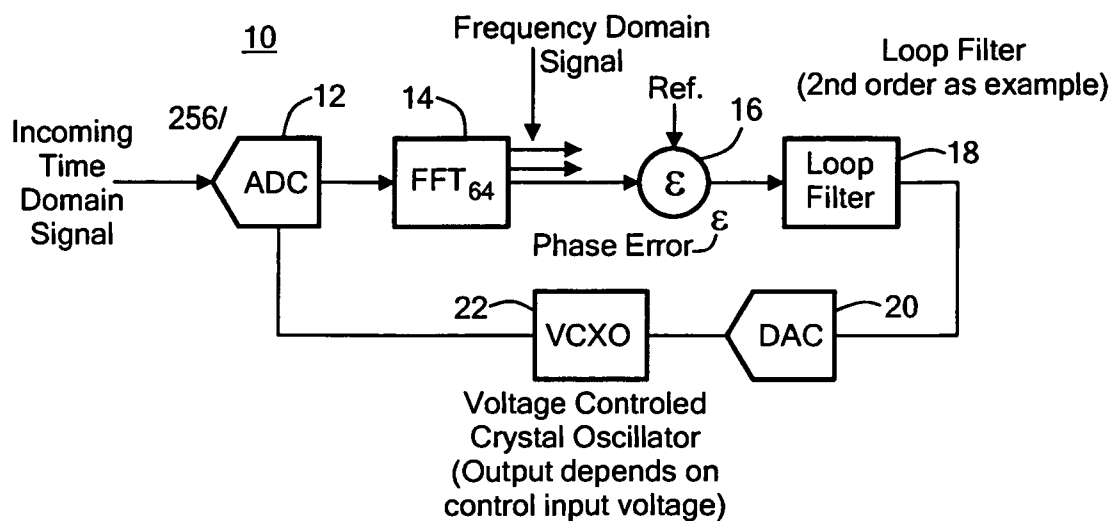 10
Frequency Domain
Signal
Loop Filter
(2nd order as example)
Incoming
Time
Domain
Signal
256/
12
ADC
14
FFT64
Ref.
16
ε
Phase Error
ε
18
Loop
Filter
22
VCXO
20
DAC
Voltage Controled
Crystal Oscillator
(Output depends on
control input voltage)